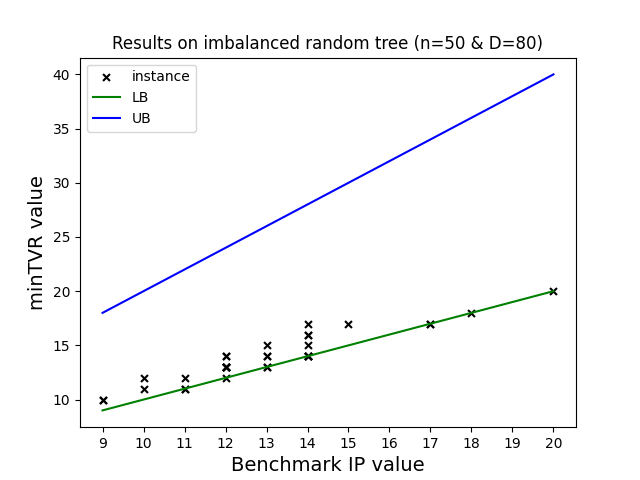 Results on imbalanced random tree (n=50 & D=80)
instance
LB
UB
40
35
30
25
20
15
10
minTVR value
9 10 11 12 13 14 15 16 17 18 19 20
Benchmark IP value